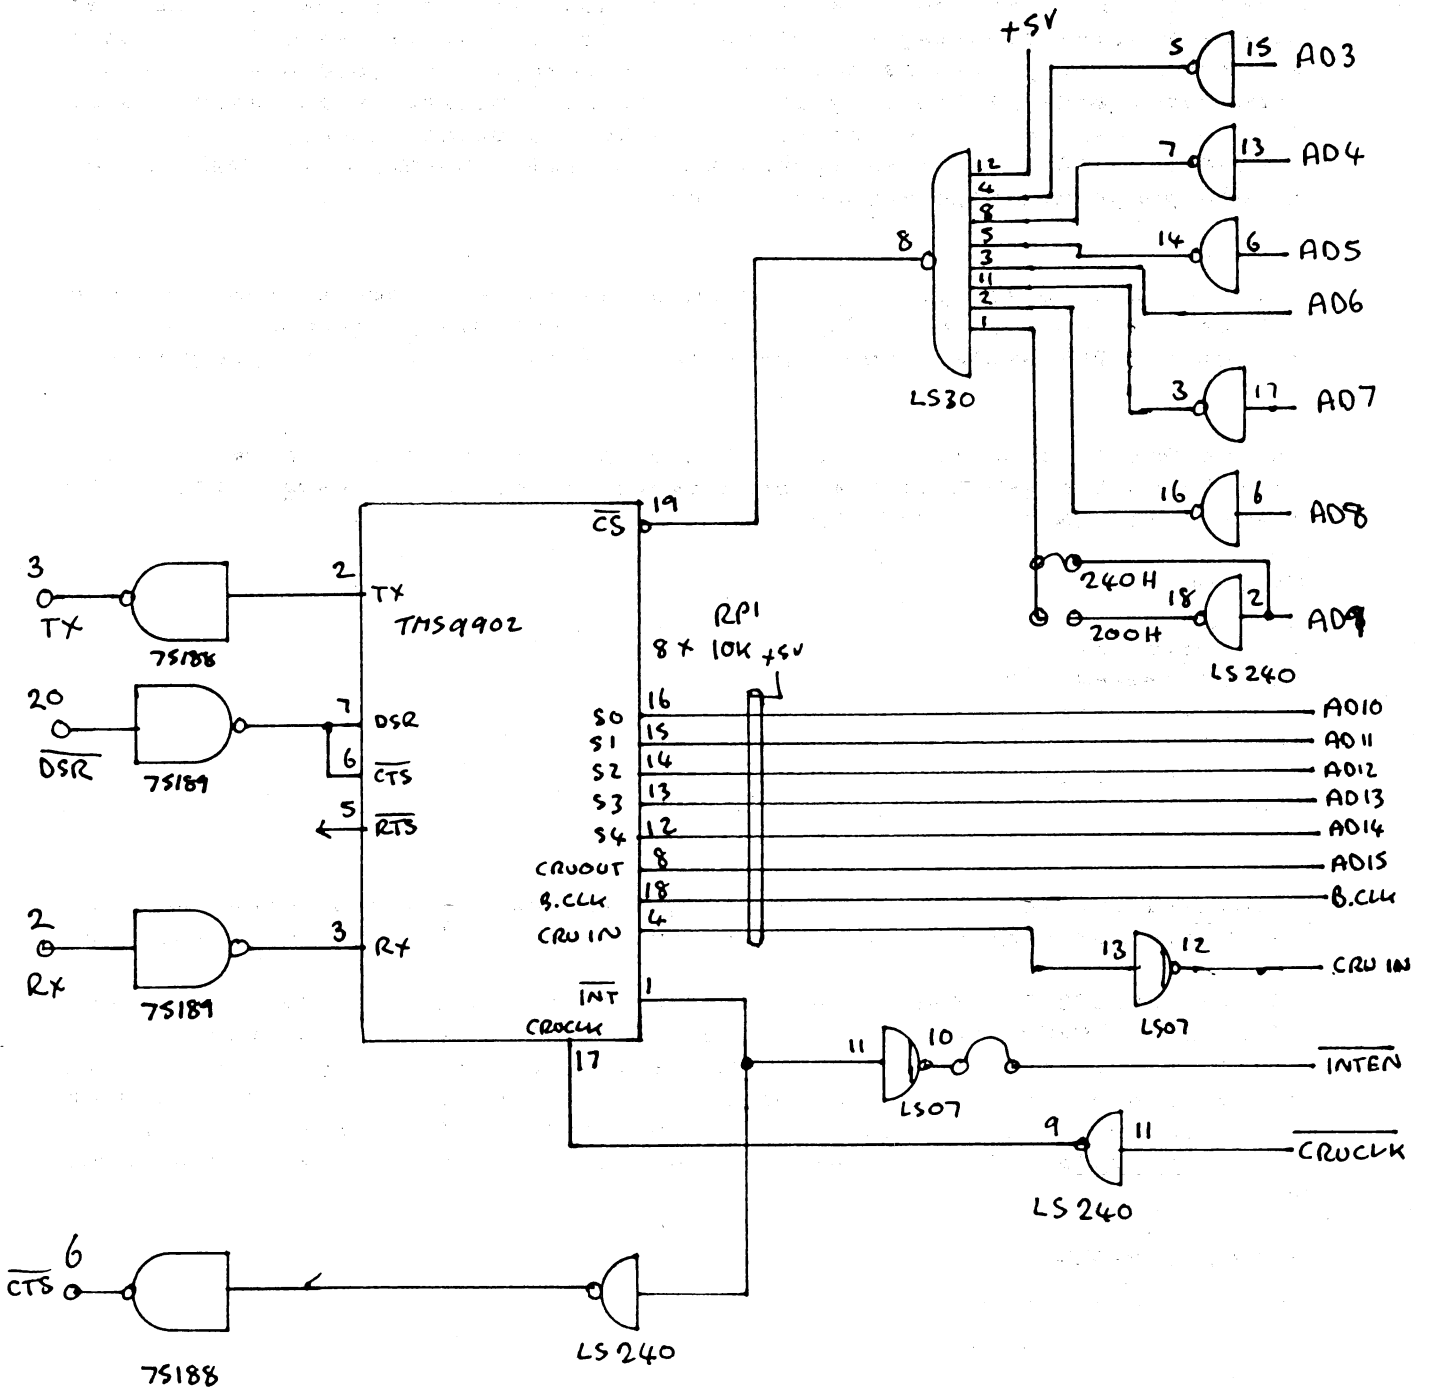 +5V
5 15 AD3
7 13 AD4
12
4
8
5
3
11
2
1
8
14 6 AD5
AD6
LS30
3 17 AD7
16 6 AD8
240H
18 2 AD9
200H
LS240
19
CS
3
TX
75188
2
TX
TMS9902
RP1
8 x 10K +5V
20
DSR
75189
7 DSR
6 CTS
5 RTS
S0 16 AD10
S1 15 AD11
S2 14 AD12
S3 13 AD13
S4 12 AD14
CRUOUT 8 AD15
B.CLK 18 B.CLK
CRUIN 4
2
RX
75189
3 RX
13 12 CRUIN
LS07
INT 1
CRUCLK
17
11 10 INTEN
LS07
9 11 CRUCLK
LS240
6
CTS
75188
LS240